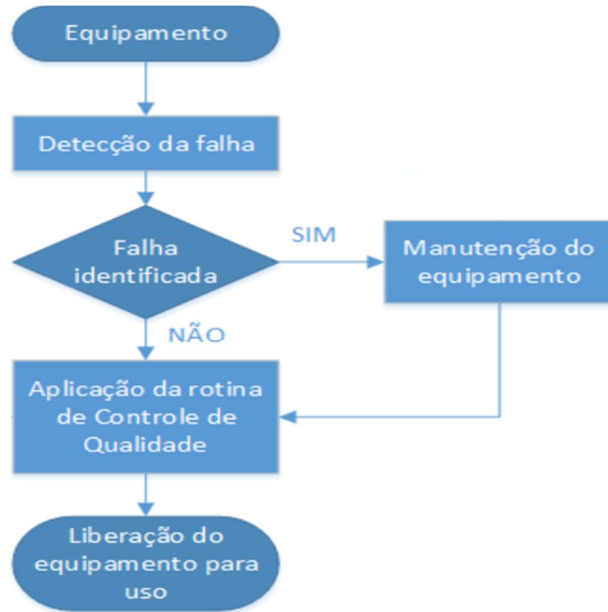 Equipamento
Detecção da falha
Falha
identificada
SIM
Manutenção do
equipamento
NÃO
Aplicação da rotina
de Controle de
Qualidade
Liberação do
equipamento para
uso